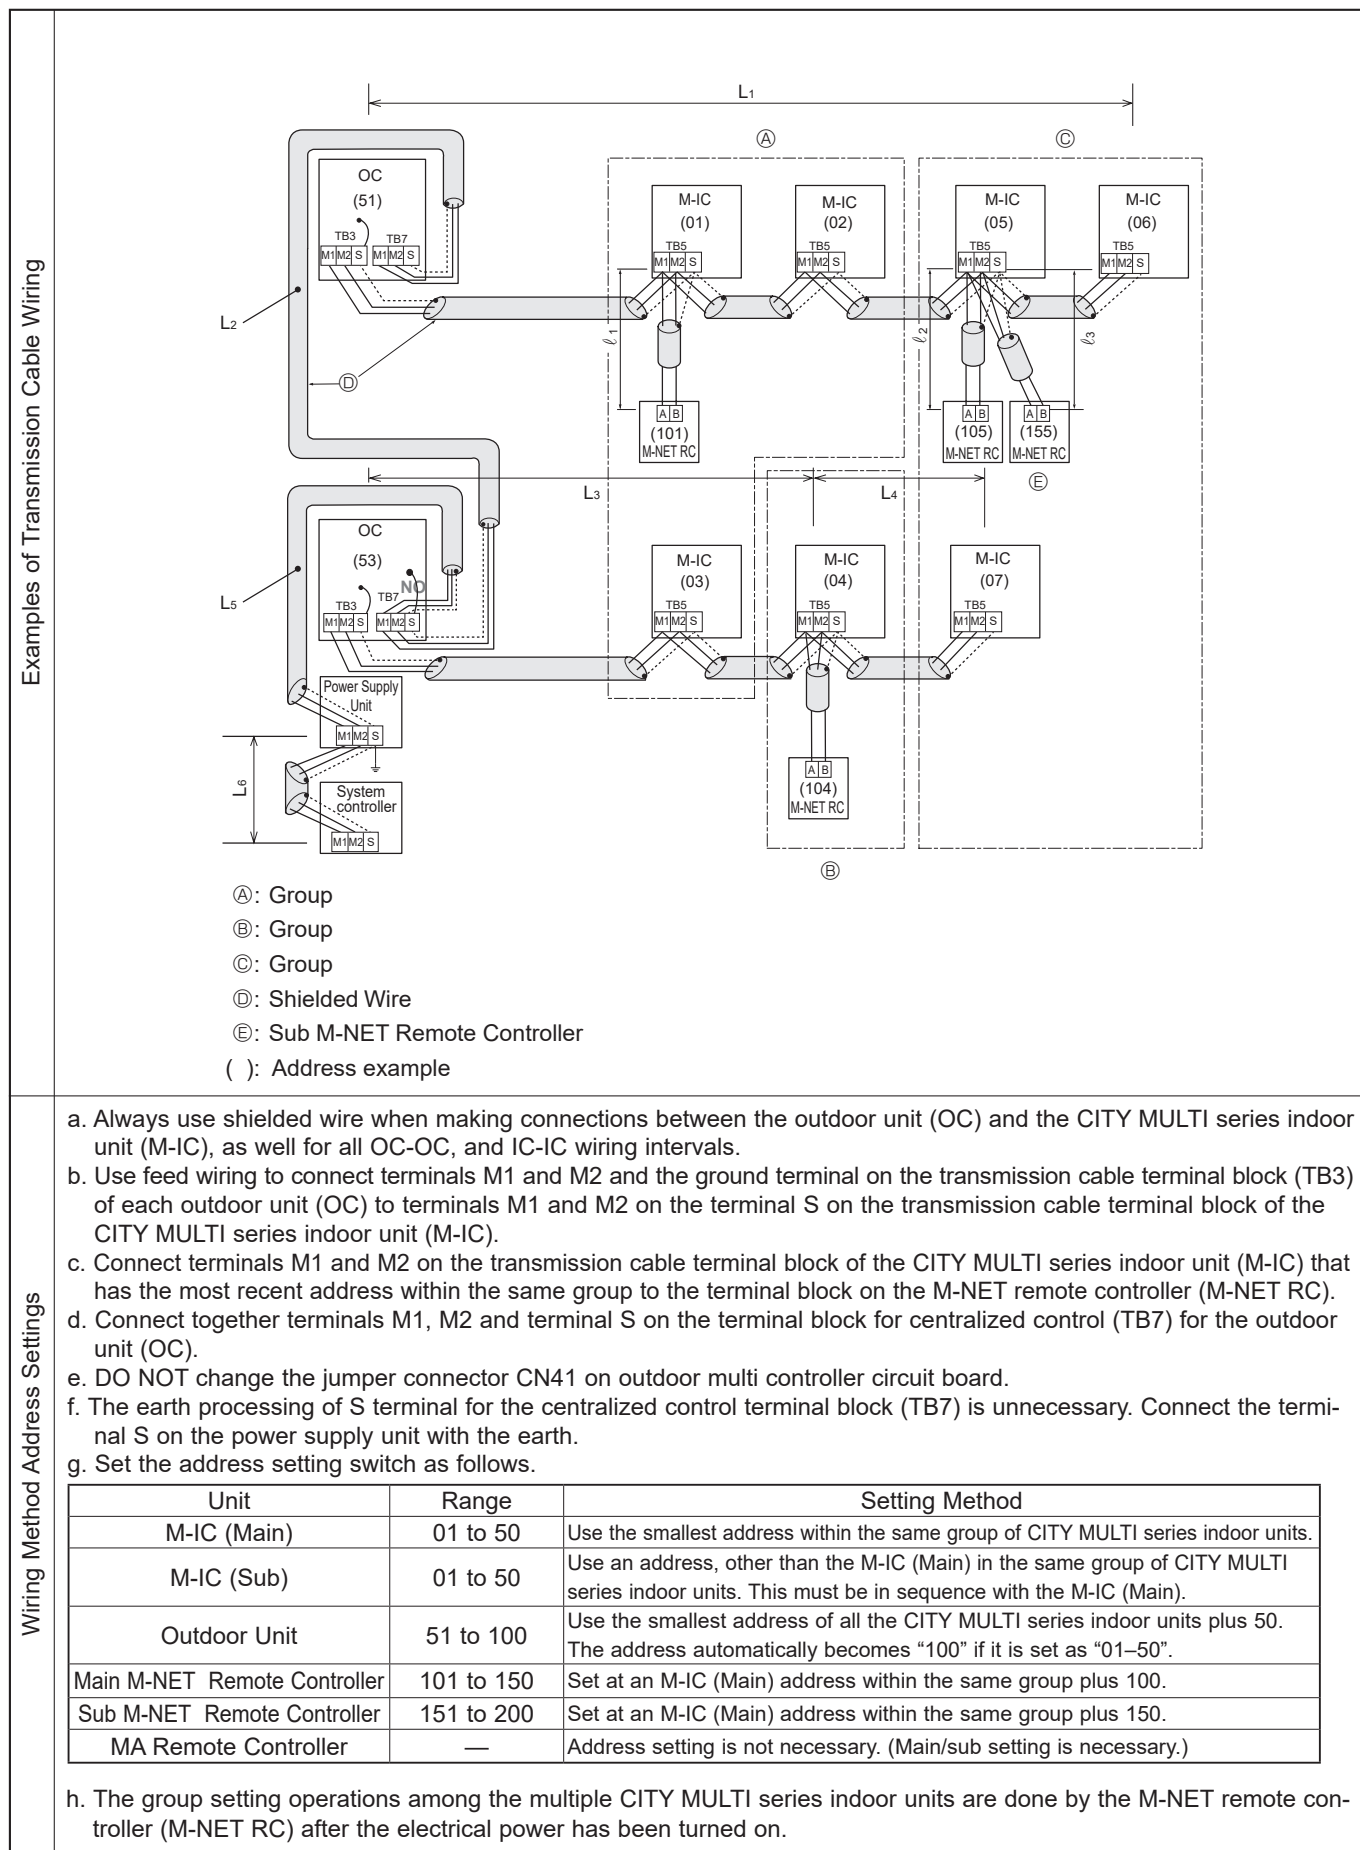 Examples of Transmission Cable Wiring
L1
Ⓐ
Ⓒ
OC
(51)
TB3
TB7
M1 M2 S
M1 M2 S
M-IC
(01)
TB5
M1 M2 S
M-IC
(02)
TB5
M1 M2 S
M-IC
(05)
TB5
M1 M2 S
M-IC
(06)
TB5
M1 M2 S
L2
ℓ1
ℓ2
ℓ3
Ⓓ
A B
(101)
M-NET RC
A B
(105)
M-NET RC
A B
(155)
M-NET RC
Ⓔ
L3
L4
OC
(53)
NO
TB3
TB7
M1 M2 S
M1 M2 S
M-IC
(03)
TB5
M1 M2 S
M-IC
(04)
TB5
M1 M2 S
M-IC
(07)
TB5
M1 M2 S
L5
Power Supply
Unit
M1 M2 S
L6
System
controller
M1 M2 S
A B
(104)
M-NET RC
Ⓑ
Ⓐ: Group
Ⓑ: Group
Ⓒ: Group
Ⓓ: Shielded Wire
Ⓔ: Sub M-NET Remote Controller
( ): Address example
Wiring Method Address Settings
a. Always use shielded wire when making connections between the outdoor unit (OC) and the CITY MULTI series indoor
unit (M-IC), as well for all OC-OC, and IC-IC wiring intervals.
b. Use feed wiring to connect terminals M1 and M2 and the ground terminal on the transmission cable terminal block (TB3)
of each outdoor unit (OC) to terminals M1 and M2 on the terminal S on the transmission cable terminal block of the
CITY MULTI series indoor unit (M-IC).
c. Connect terminals M1 and M2 on the transmission cable terminal block of the CITY MULTI series indoor unit (M-IC) that
has the most recent address within the same group to the terminal block on the M-NET remote controller (M-NET RC).
d. Connect together terminals M1, M2 and terminal S on the terminal block for centralized control (TB7) for the outdoor
unit (OC).
e. DO NOT change the jumper connector CN41 on outdoor multi controller circuit board.
f. The earth processing of S terminal for the centralized control terminal block (TB7) is unnecessary. Connect the termi-
nal S on the power supply unit with the earth.
g. Set the address setting switch as follows.
Unit Range Setting Method
M-IC (Main) 01 to 50 Use the smallest address within the same group of CITY MULTI series indoor units.
M-IC (Sub) 01 to 50 Use an address, other than the M-IC (Main) in the same group of CITY MULTI
series indoor units. This must be in sequence with the M-IC (Main).
Outdoor Unit 51 to 100 Use the smallest address of all the CITY MULTI series indoor units plus 50.
The address automatically becomes “100” if it is set as “01–50”.
Main M-NET Remote Controller 101 to 150 Set at an M-IC (Main) address within the same group plus 100.
Sub M-NET Remote Controller 151 to 200 Set at an M-IC (Main) address within the same group plus 150.
MA Remote Controller — Address setting is not necessary. (Main/sub setting is necessary.)
h. The group setting operations among the multiple CITY MULTI series indoor units are done by the M-NET remote con-
troller (M-NET RC) after the electrical power has been turned on.